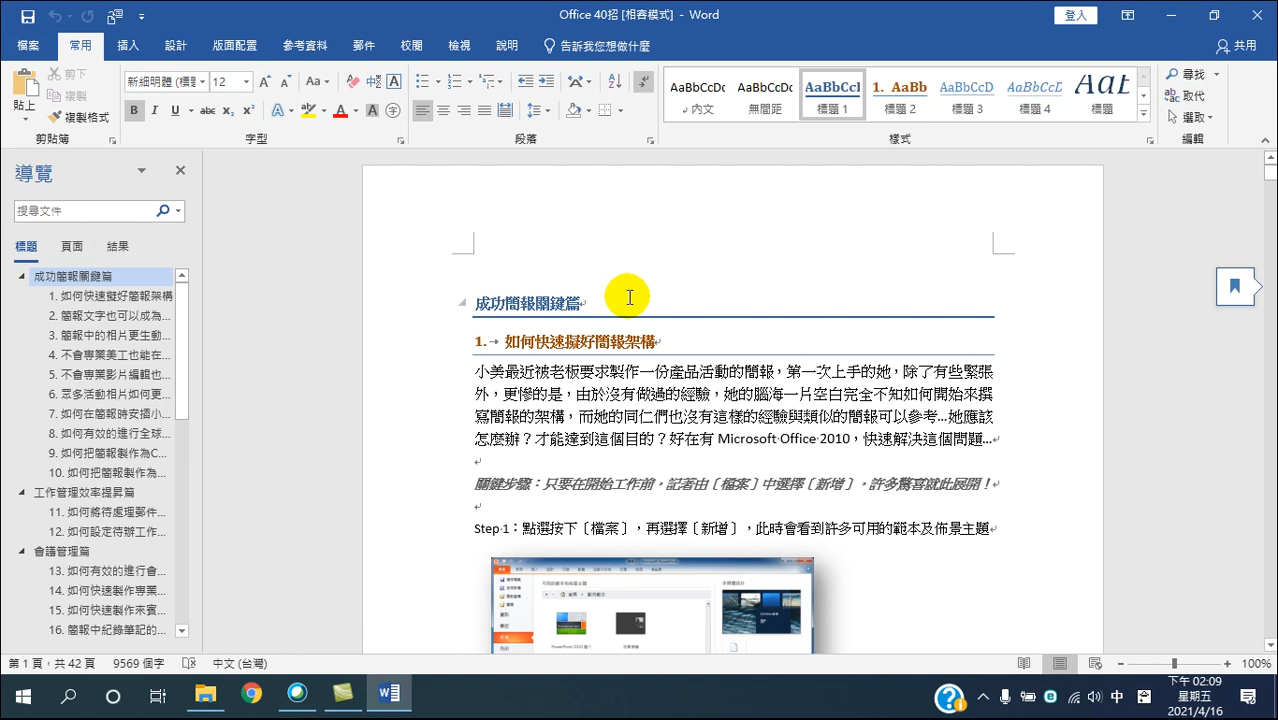 Office 40招 [相容模式] - Word
登入
檔案 常用 插入 設計 版面配置 參考資料 郵件 校閱 檢視 說明 告訴我您想做什麼 共用
貼上
剪下
複製
複製格式
剪貼簿
新細明體 (標題 12
字型
段落
AaBbCcD AaBbCcD AaBbCcI 1. AaBb AaBbCcD AaBbCcD Aat
內文 無間距 標題 1 標題 2 標題 3 標題 4 標題
樣式
尋找
取代
選取
編輯
導覽
搜尋文件
標題 頁面 結果
成功簡報關鍵篇
1. 如何快速擬好簡報架構
2. 簡報文字也可以成為...
3. 簡報中的相片更生動...
4. 不會專業美工也能在...
5. 不會專業影片編輯也...
6. 眾多活動相片如何更...
7. 如何在簡報時安插小...
8. 如何有效的進行全球...
9. 如何把簡報製作為C...
10. 如何把簡報製作為...
工作管理效率提昇篇
11. 如何將待處理郵件...
12. 如何設定待辦工作...
會議管理篇
13. 如何有效的進行會...
14. 如何快速製作專業...
15. 如何快速製作來賓...
16. 簡報中紀錄筆記的...
成功簡報關鍵篇
1. 如何快速擬好簡報架構
小美最近被老板要求製作一份產品活動的簡報，第一次上手的她，除了有些緊張
外，更慘的是，由於沒有做過的經驗，她的腦海一片空白完全不知如何開始來撰
寫簡報的架構，而她的同仁們也沒有這樣的經驗與類似的簡報可以參考...她應該
怎麼辦？才能達到這個目的？好在有 Microsoft Office 2010，快速解決這個問題...
關鍵步驟：只要在開始工作前，記著由〔檔案〕中選擇〔新增〕，許多驚喜就此展開！
Step 1：點選按下〔檔案〕，再選擇〔新增〕，此時會看到許多可用的範本及佈景主題
第 1 頁，共 42 頁 9569 個字 中文 (台灣) 100%
中
下午 02:09
星期五
2021/4/16